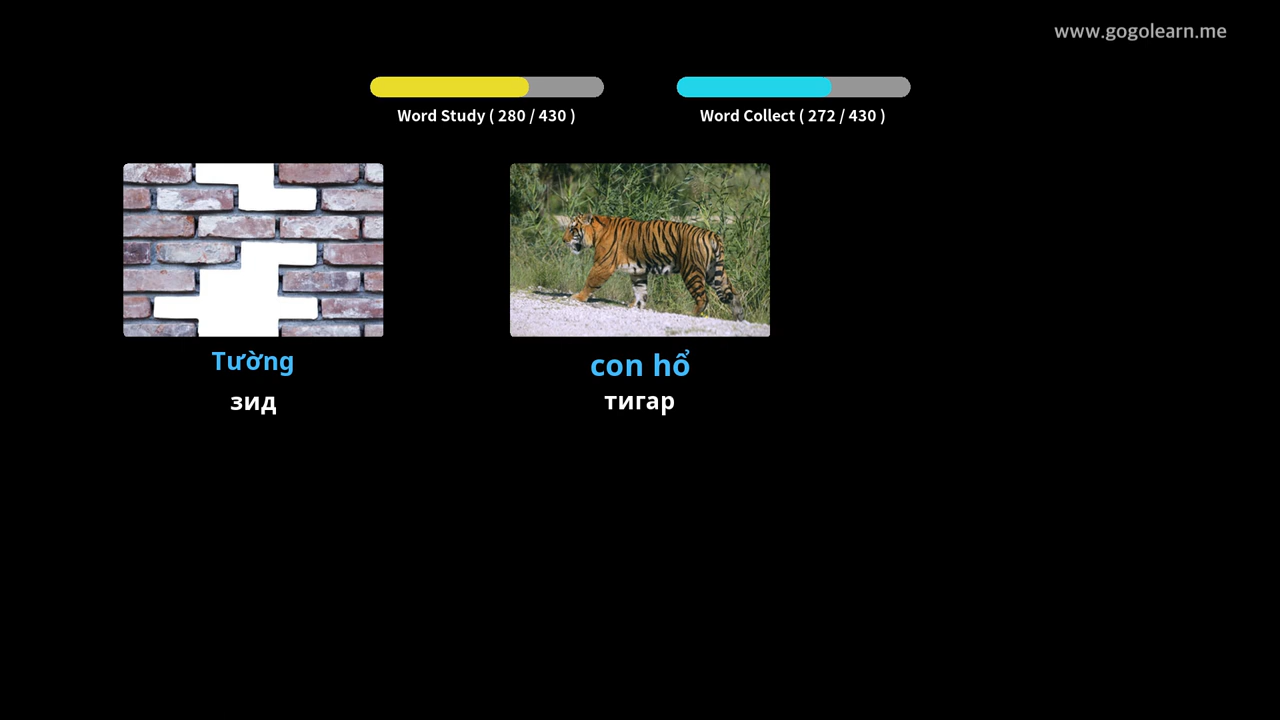 www.gogolearn.me
Word Study ( 280 / 430 )
Word Collect ( 272 / 430 )
Tường
зид
con hổ
тигар